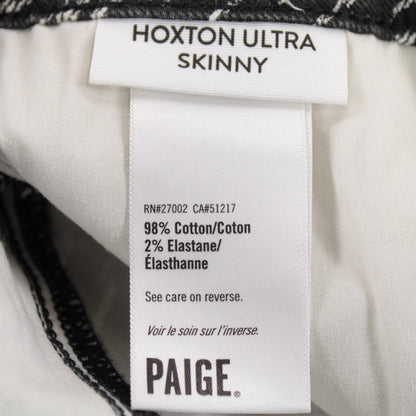 HOXTON ULTRA
SKINNY
RN#27002 CA#51217
98% Cotton/Coton
2% Elastane/
Élasthanne
See care on reverse.
Voir le soin sur l'inverse.
PAIGE®